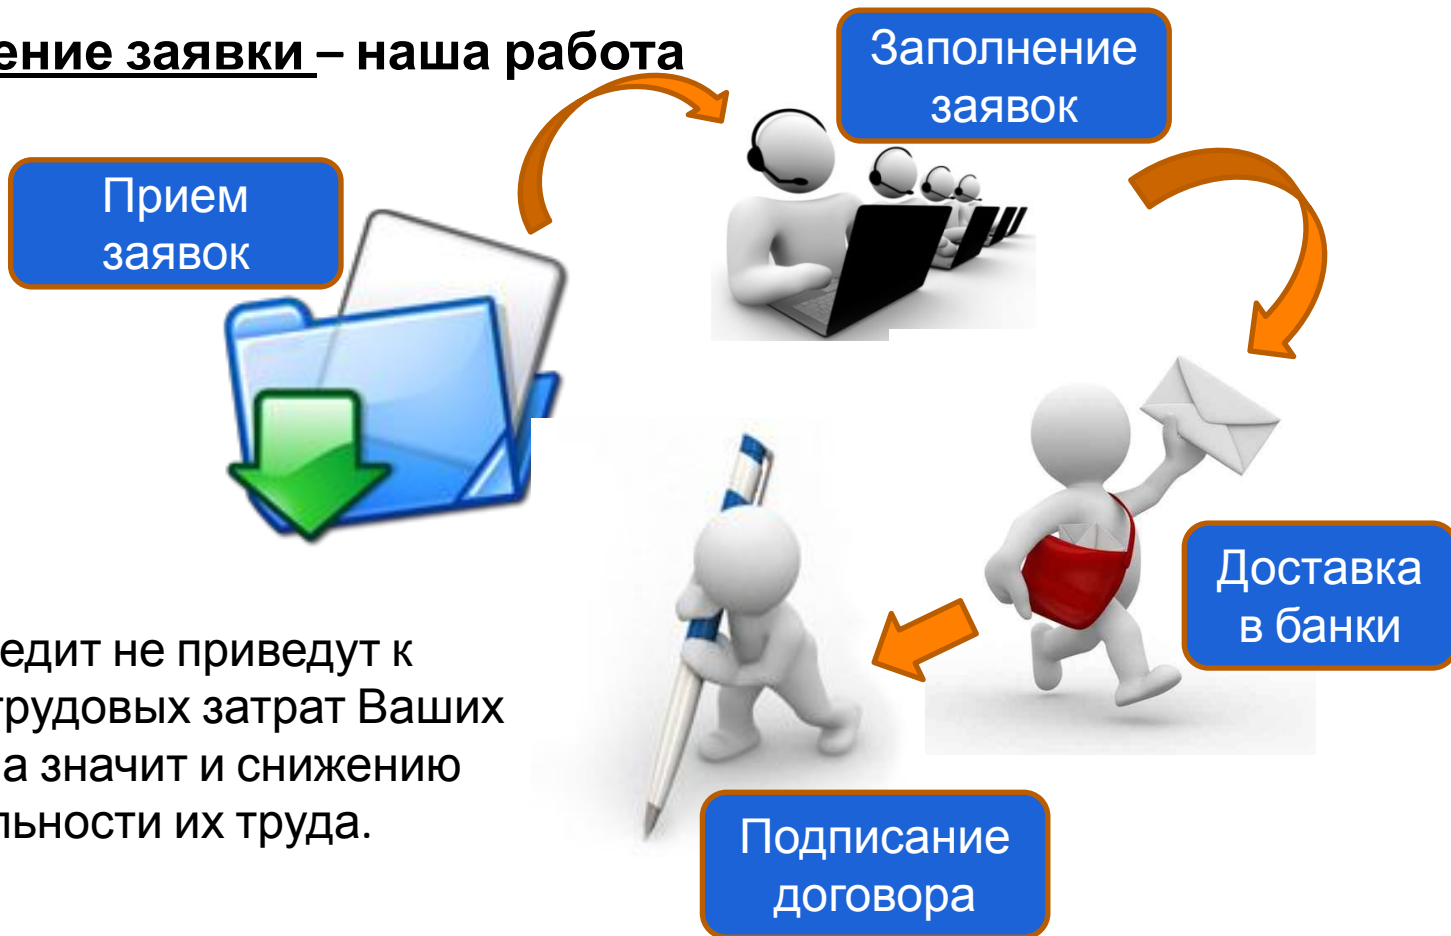 ение заявки – наша работа
Заполнение
заявок
Прием
заявок
Доставка
в банки
едит не приведут к
трудовых затрат Ваших
а значит и снижению
льности их труда.
Подписание
договора